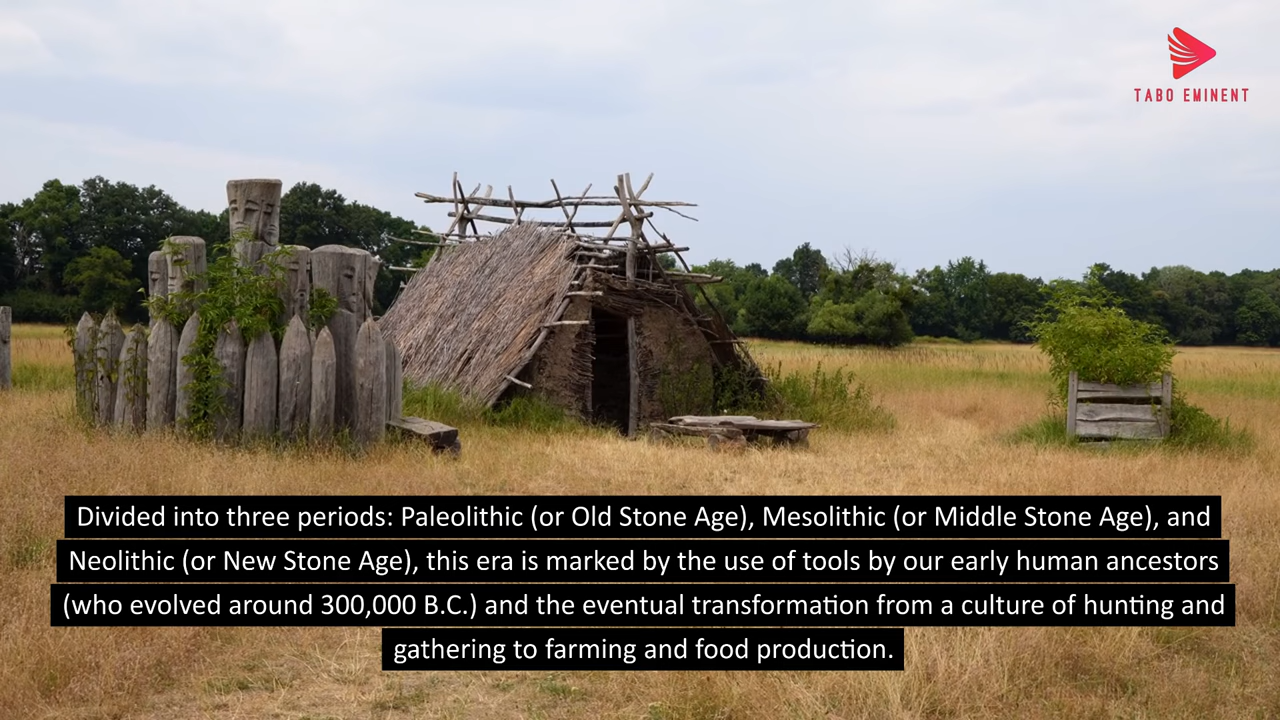 TABO EMINENT
Divided into three periods: Paleolithic (or Old Stone Age), Mesolithic (or Middle Stone Age), and
Neolithic (or New Stone Age), this era is marked by the use of tools by our early human ancestors
(who evolved around 300,000 B.C.) and the eventual transformation from a culture of hunting and
gathering to farming and food production.